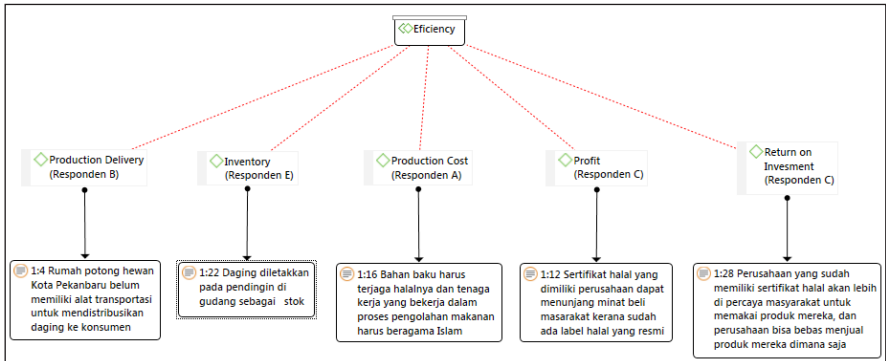 Eficiency
Production Delivery
(Responden B)
Inventory
(Responden E)
Production Cost
(Responden A)
Profit
(Responden C)
Return on
Invesment
(Responden C)
1:4 Rumah potong hewan
Kota Pekanbaru belum
memiliki alat transportasi
untuk mendistribusikan
daging ke konsumen
1:22 Daging diletakkan
pada pendingin di
gudang sebagai stok
1:16 Bahan baku harus
terjaga halalnya dan tenaga
kerja yang bekerja dalam
proses pengolahan makanan
harus beragama Islam
1:12 Sertifikat halal yang
dimiliki perusahaan dapat
menunjang minat beli
masarakat kerana sudah
ada label halal yang resmi
1:28 Perusahaan yang sudah
memiliki sertifikat halal akan lebih
di percaya masyarakat untuk
memakai produk mereka, dan
perusahaan bisa bebas menjual
produk mereka dimana saja